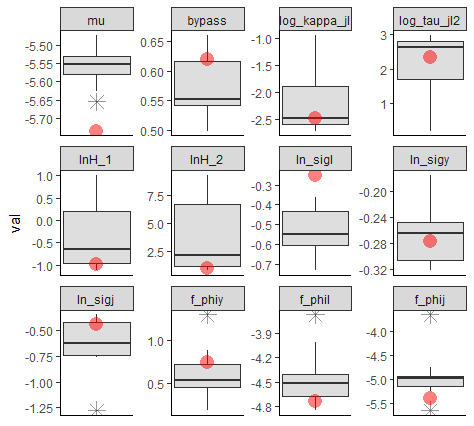 mu bypass log_kappa_jl log_tau_jl2
-5.50 -5.55 -5.60 -5.65 -5.70
0.65 0.60 0.55 0.50
-1.0 -1.5 -2.0 -2.5
3 2 1
lnH_1 lnH_2 ln_sigl ln_sigy
1.0 0.5 0.0 -0.5 -1.0
7.5 5.0 2.5
-0.3 -0.4 -0.5 -0.6 -0.7
-0.20 -0.24 -0.28 -0.32
val
ln_sigj f_phiy f_phil f_phij
-0.50 -0.75 -1.00 -1.25
1.0 0.5
-3.9 -4.2 -4.5 -4.8
-4.0 -4.5 -5.0 -5.5